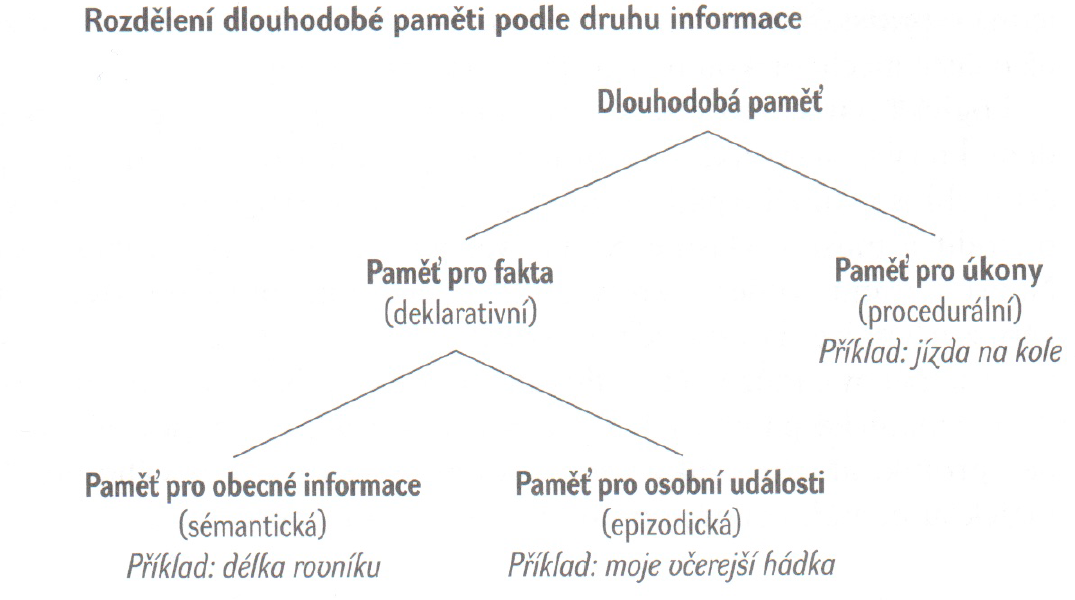 Rozdělení dlouhodobé paměti podle druhu informace
Dlouhodobá paměť
Paměť pro fakta
(deklarativní)
Paměť pro úkony
(procedurální)
Příklad: jízda na kole
Paměť pro obecné informace
(sémantická)
Příklad: délka rovníku
Paměť pro osobní události
(epizodická)
Příklad: moje včerejší hádka